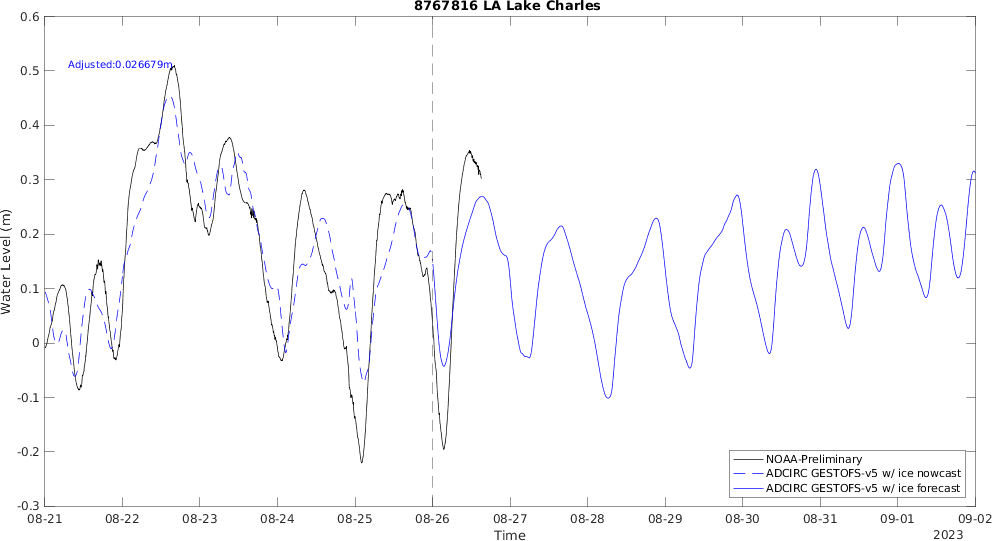 8767816 LA Lake Charles
Adjusted:0.026679m
Water Level (m)
0.6
0.5
0.4
0.3
0.2
0.1
0
-0.1
-0.2
-0.3
NOAA-Preliminary
ADCIRC GESTOFS-v5 w/ ice nowcast
ADCIRC GESTOFS-v5 w/ ice forecast
08-21 08-22 08-23 08-24 08-25 08-26 08-27 08-28 08-29 08-30 08-31 09-01 09-02
Time
2023